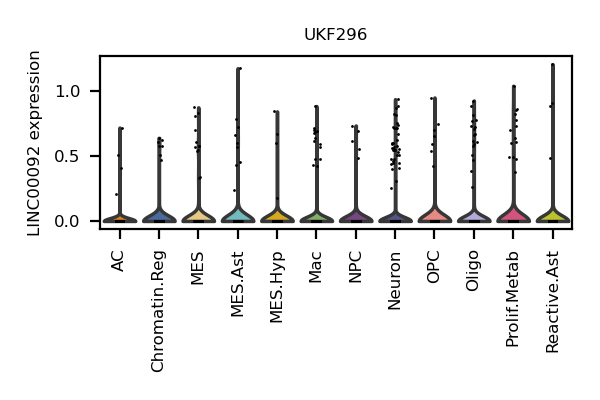 UKF296
LINC00092 expression
1.0
0.5
0.0
AC
Chromatin.Reg
MES
MES.Ast
MES.Hyp
Mac
NPC
Neuron
OPC
Oligo
Prolif.Metab
Reactive.Ast